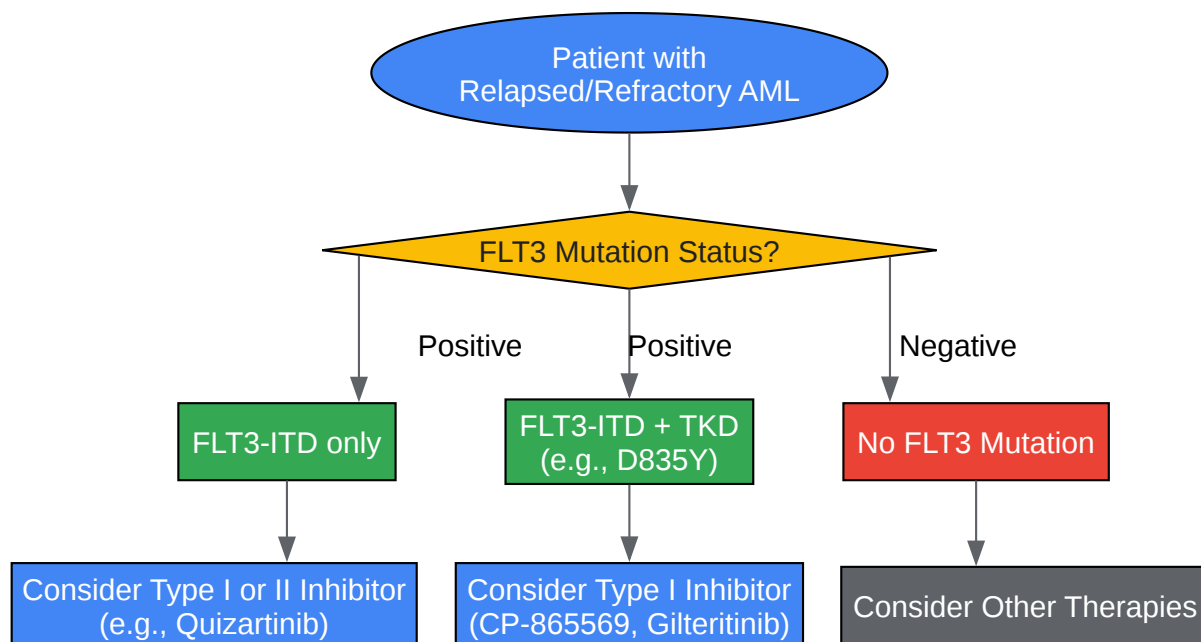 Patient with
Relapsed/Refractory AML
FLT3 Mutation Status?
Positive
Positive
Negative
FLT3-ITD only
FLT3-ITD + TKD
(e.g., D835Y)
No FLT3 Mutation
Consider Type I or II Inhibitor
(e.g., Quizartinib)
Consider Type I Inhibitor
(CP-865569, Gilteritinib)
Consider Other Therapies